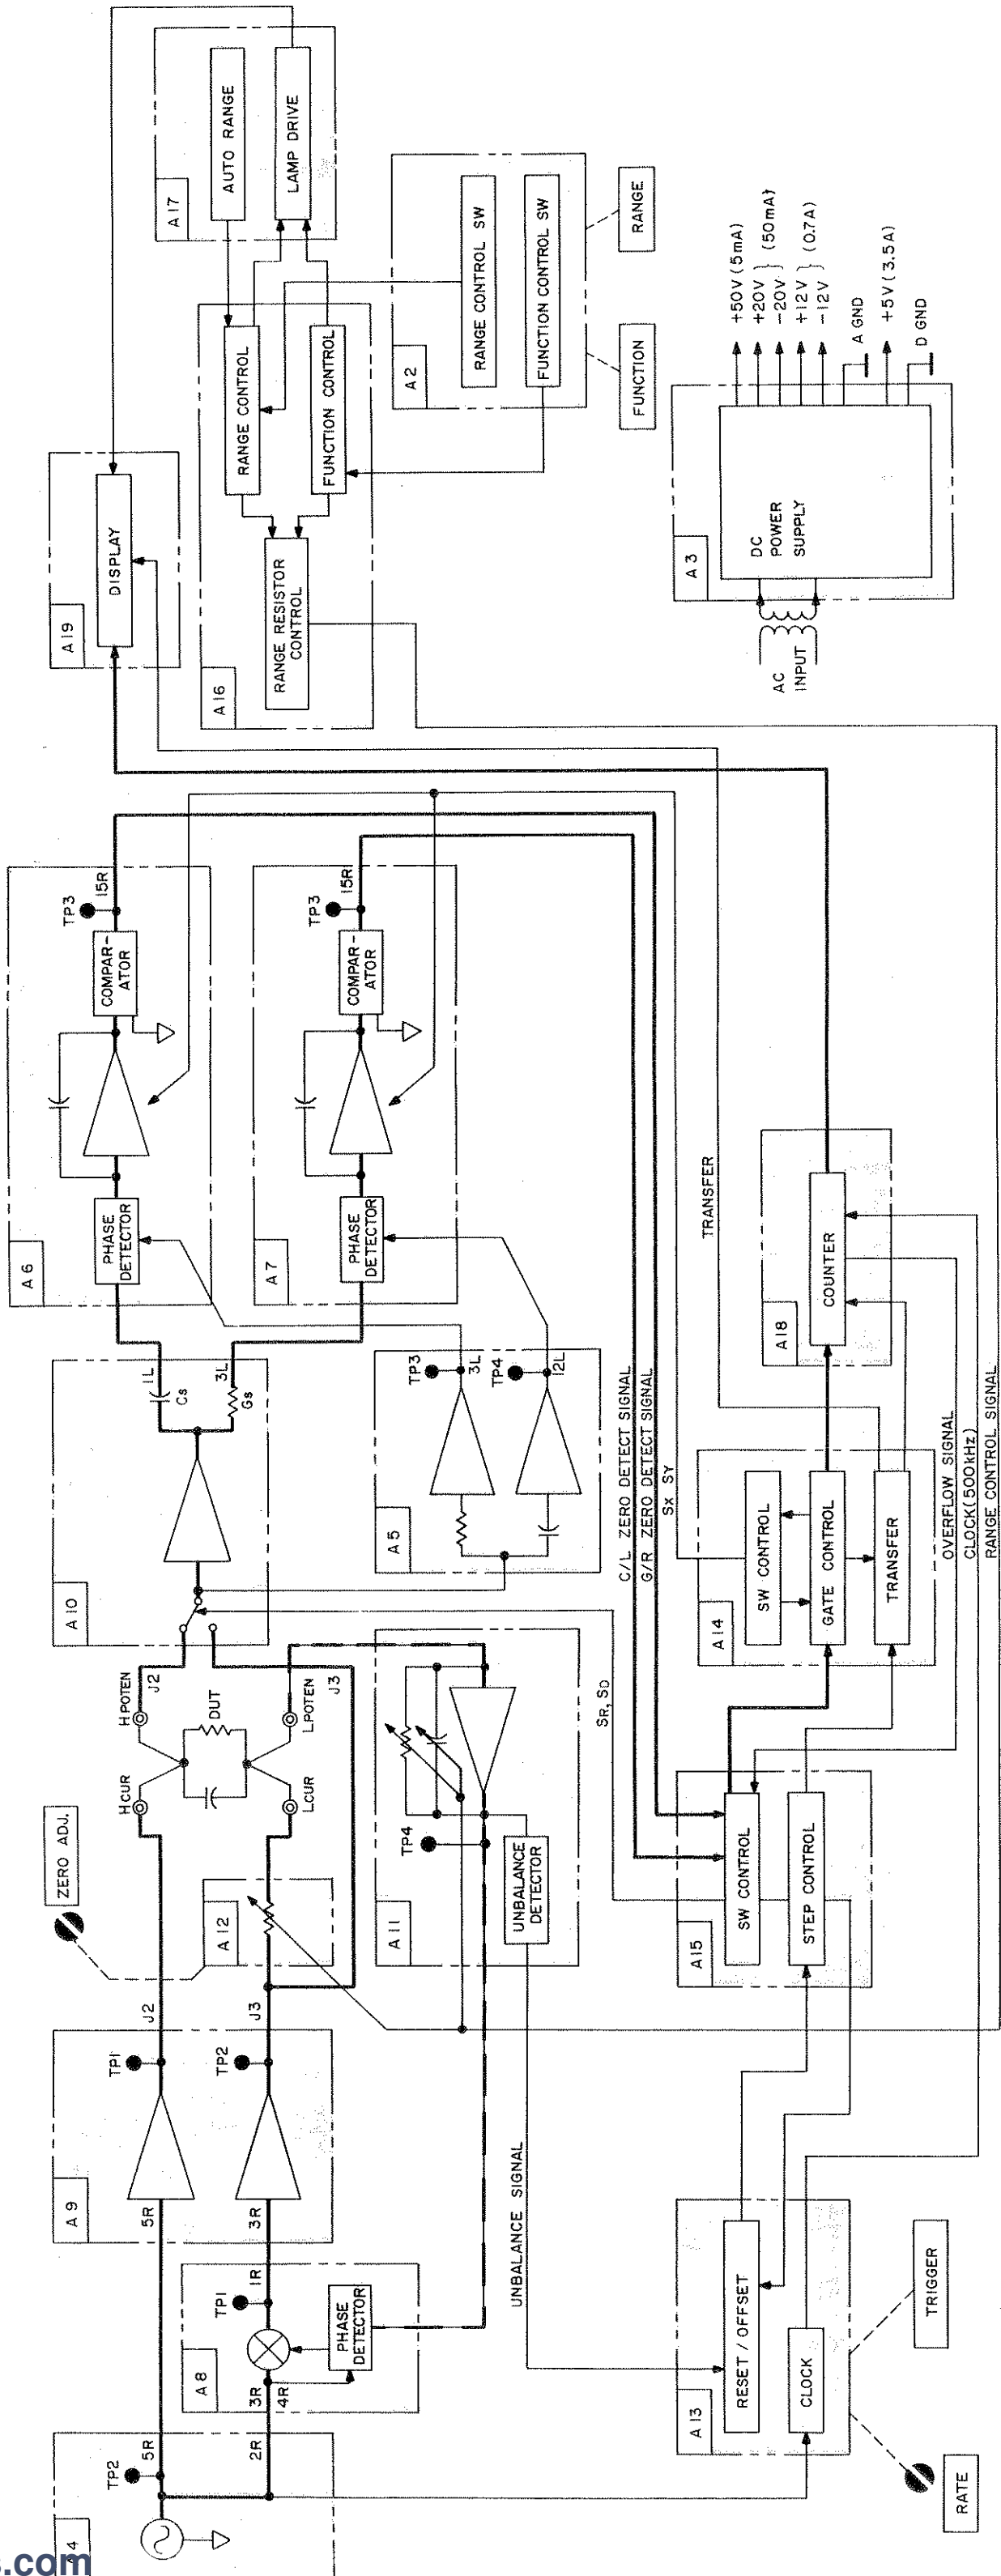 A4
TP2
5R
2R
A8
3R
4R
TP1
1R
PHASE
DETECTOR
A9
5R
3R
TP1
TP2
J2
J3
ZERO ADJ.
A12
HCUR
LCUR
HPOTEN
LPOTEN
DUT
J2
J3
A10
1L
Cs
3L
Gs
A5
TP3
3L
TP4
12L
A11
TP4
UNBALANCE
DETECTOR
A6
PHASE
DETECTOR
COMPAR-
ATOR
TP3
15R
A7
PHASE
DETECTOR
COMPAR-
ATOR
TP3
15R
A19
DISPLAY
A16
RANGE RESISTOR
CONTROL
RANGE CONTROL
FUNCTION CONTROL
A17
AUTO RANGE
LAMP DRIVE
A2
RANGE CONTROL SW
FUNCTION CONTROL SW
FUNCTION
RANGE
A3
DC
POWER
SUPPLY
AC
INPUT
+50V (5mA)
+20V
-20V } (50mA)
+12V
-12V } (0.7A)
A GND
+5V (3.5A)
D GND
UNBALANCE SIGNAL
SR, SD
C/L ZERO DETECT SIGNAL
G/R ZERO DETECT SIGNAL
SX SY
TRANSFER
A13
RESET / OFFSET
CLOCK
RATE
TRIGGER
A15
SW CONTROL
STEP CONTROL
A14
SW CONTROL
GATE CONTROL
TRANSFER
A18
COUNTER
OVERFLOW SIGNAL
CLOCK (500kHz)
RANGE CONTROL SIGNAL
s.com